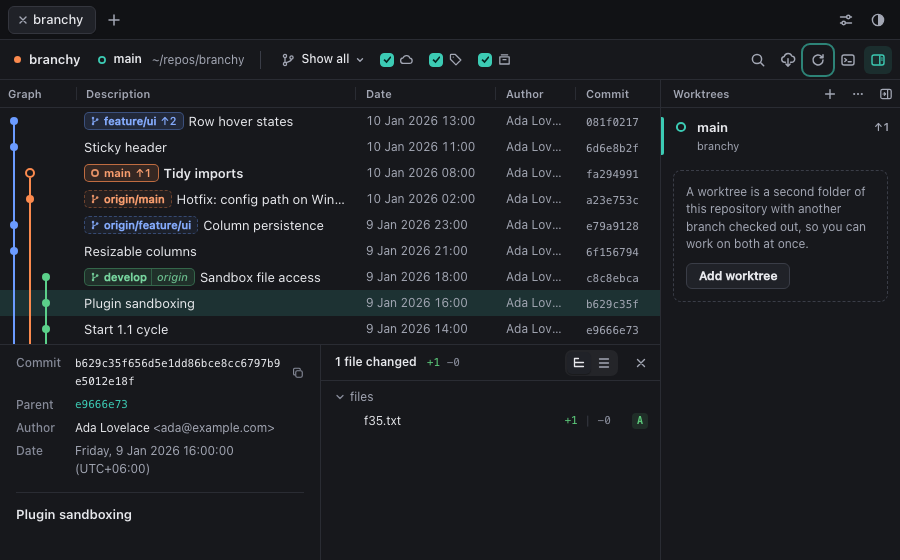 branchy
branchy main ~/repos/branchy Show all
Graph Description Date Author Commit
feature/ui ↑2 Row hover states 10 Jan 2026 13:00 Ada Lov... 081f0217
Sticky header 10 Jan 2026 11:00 Ada Lov... 6d6e8b2f
main ↑1 Tidy imports 10 Jan 2026 08:00 Ada Lov... fa294991
origin/main Hotfix: config path on Win... 10 Jan 2026 02:00 Ada Lov... a23e753c
origin/feature/ui Column persistence 9 Jan 2026 23:00 Ada Lov... e79a9128
Resizable columns 9 Jan 2026 21:00 Ada Lov... 6f156794
develop origin Sandbox file access 9 Jan 2026 18:00 Ada Lov... c8c8ebca
Plugin sandboxing 9 Jan 2026 16:00 Ada Lov... b629c35f
Start 1.1 cycle 9 Jan 2026 14:00 Ada Lov... e9666e73
Worktrees
main ↑1
branchy
A worktree is a second folder of
this repository with another
branch checked out, so you can
work on both at once.
Add worktree
Commit b629c35f656d5e1dd86bce8cc6797b9
e5012e18f
Parent e9666e73
Author Ada Lovelace <ada@example.com>
Date Friday, 9 Jan 2026 16:00:00
(UTC+06:00)
Plugin sandboxing
1 file changed +1 −0
files
f35.txt +1 −0 A